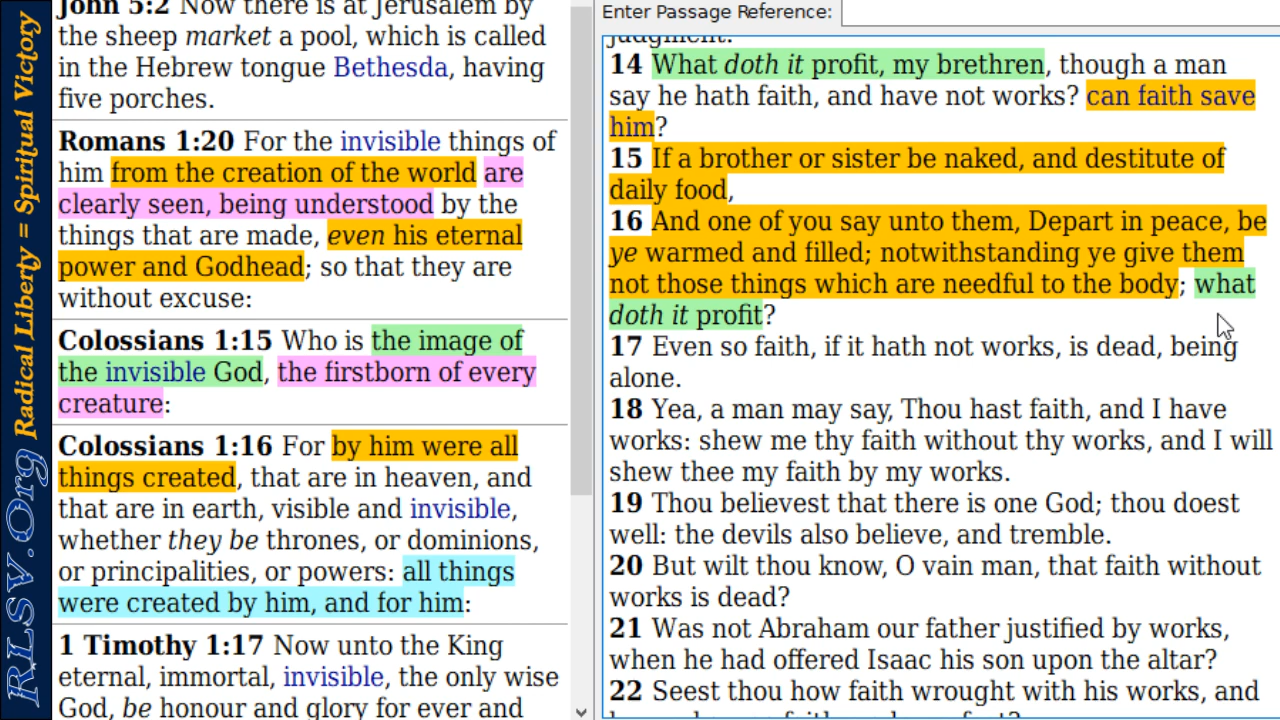 RLSV.Org Radical Liberty = Spiritual Victory
John 5:2 Now there is at Jerusalem by
the sheep market a pool, which is called
in the Hebrew tongue Bethesda, having
five porches.
Romans 1:20 For the invisible things of
him from the creation of the world are
clearly seen, being understood by the
things that are made, even his eternal
power and Godhead; so that they are
without excuse:
Colossians 1:15 Who is the image of
the invisible God, the firstborn of every
creature:
Colossians 1:16 For by him were all
things created, that are in heaven, and
that are in earth, visible and invisible,
whether they be thrones, or dominions,
or principalities, or powers: all things
were created by him, and for him:
1 Timothy 1:17 Now unto the King
eternal, immortal, invisible, the only wise
God, be honour and glory for ever and
Enter Passage Reference:
judgment.
14 What doth it profit, my brethren, though a man
say he hath faith, and have not works? can faith save
him?
15 If a brother or sister be naked, and destitute of
daily food,
16 And one of you say unto them, Depart in peace, be
ye warmed and filled; notwithstanding ye give them
not those things which are needful to the body; what
doth it profit?
17 Even so faith, if it hath not works, is dead, being
alone.
18 Yea, a man may say, Thou hast faith, and I have
works: shew me thy faith without thy works, and I will
shew thee my faith by my works.
19 Thou believest that there is one God; thou doest
well: the devils also believe, and tremble.
20 But wilt thou know, O vain man, that faith without
works is dead?
21 Was not Abraham our father justified by works,
when he had offered Isaac his son upon the altar?
22 Seest thou how faith wrought with his works, and